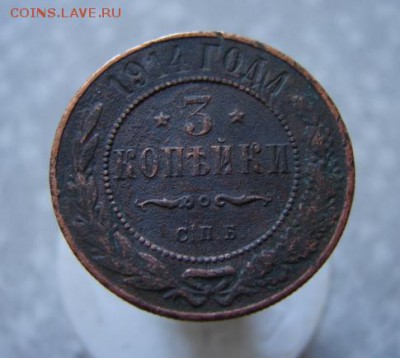 COINS.LAVE.RU
1914 ГОДА
3
КОПѢЙКИ
С.П.Б